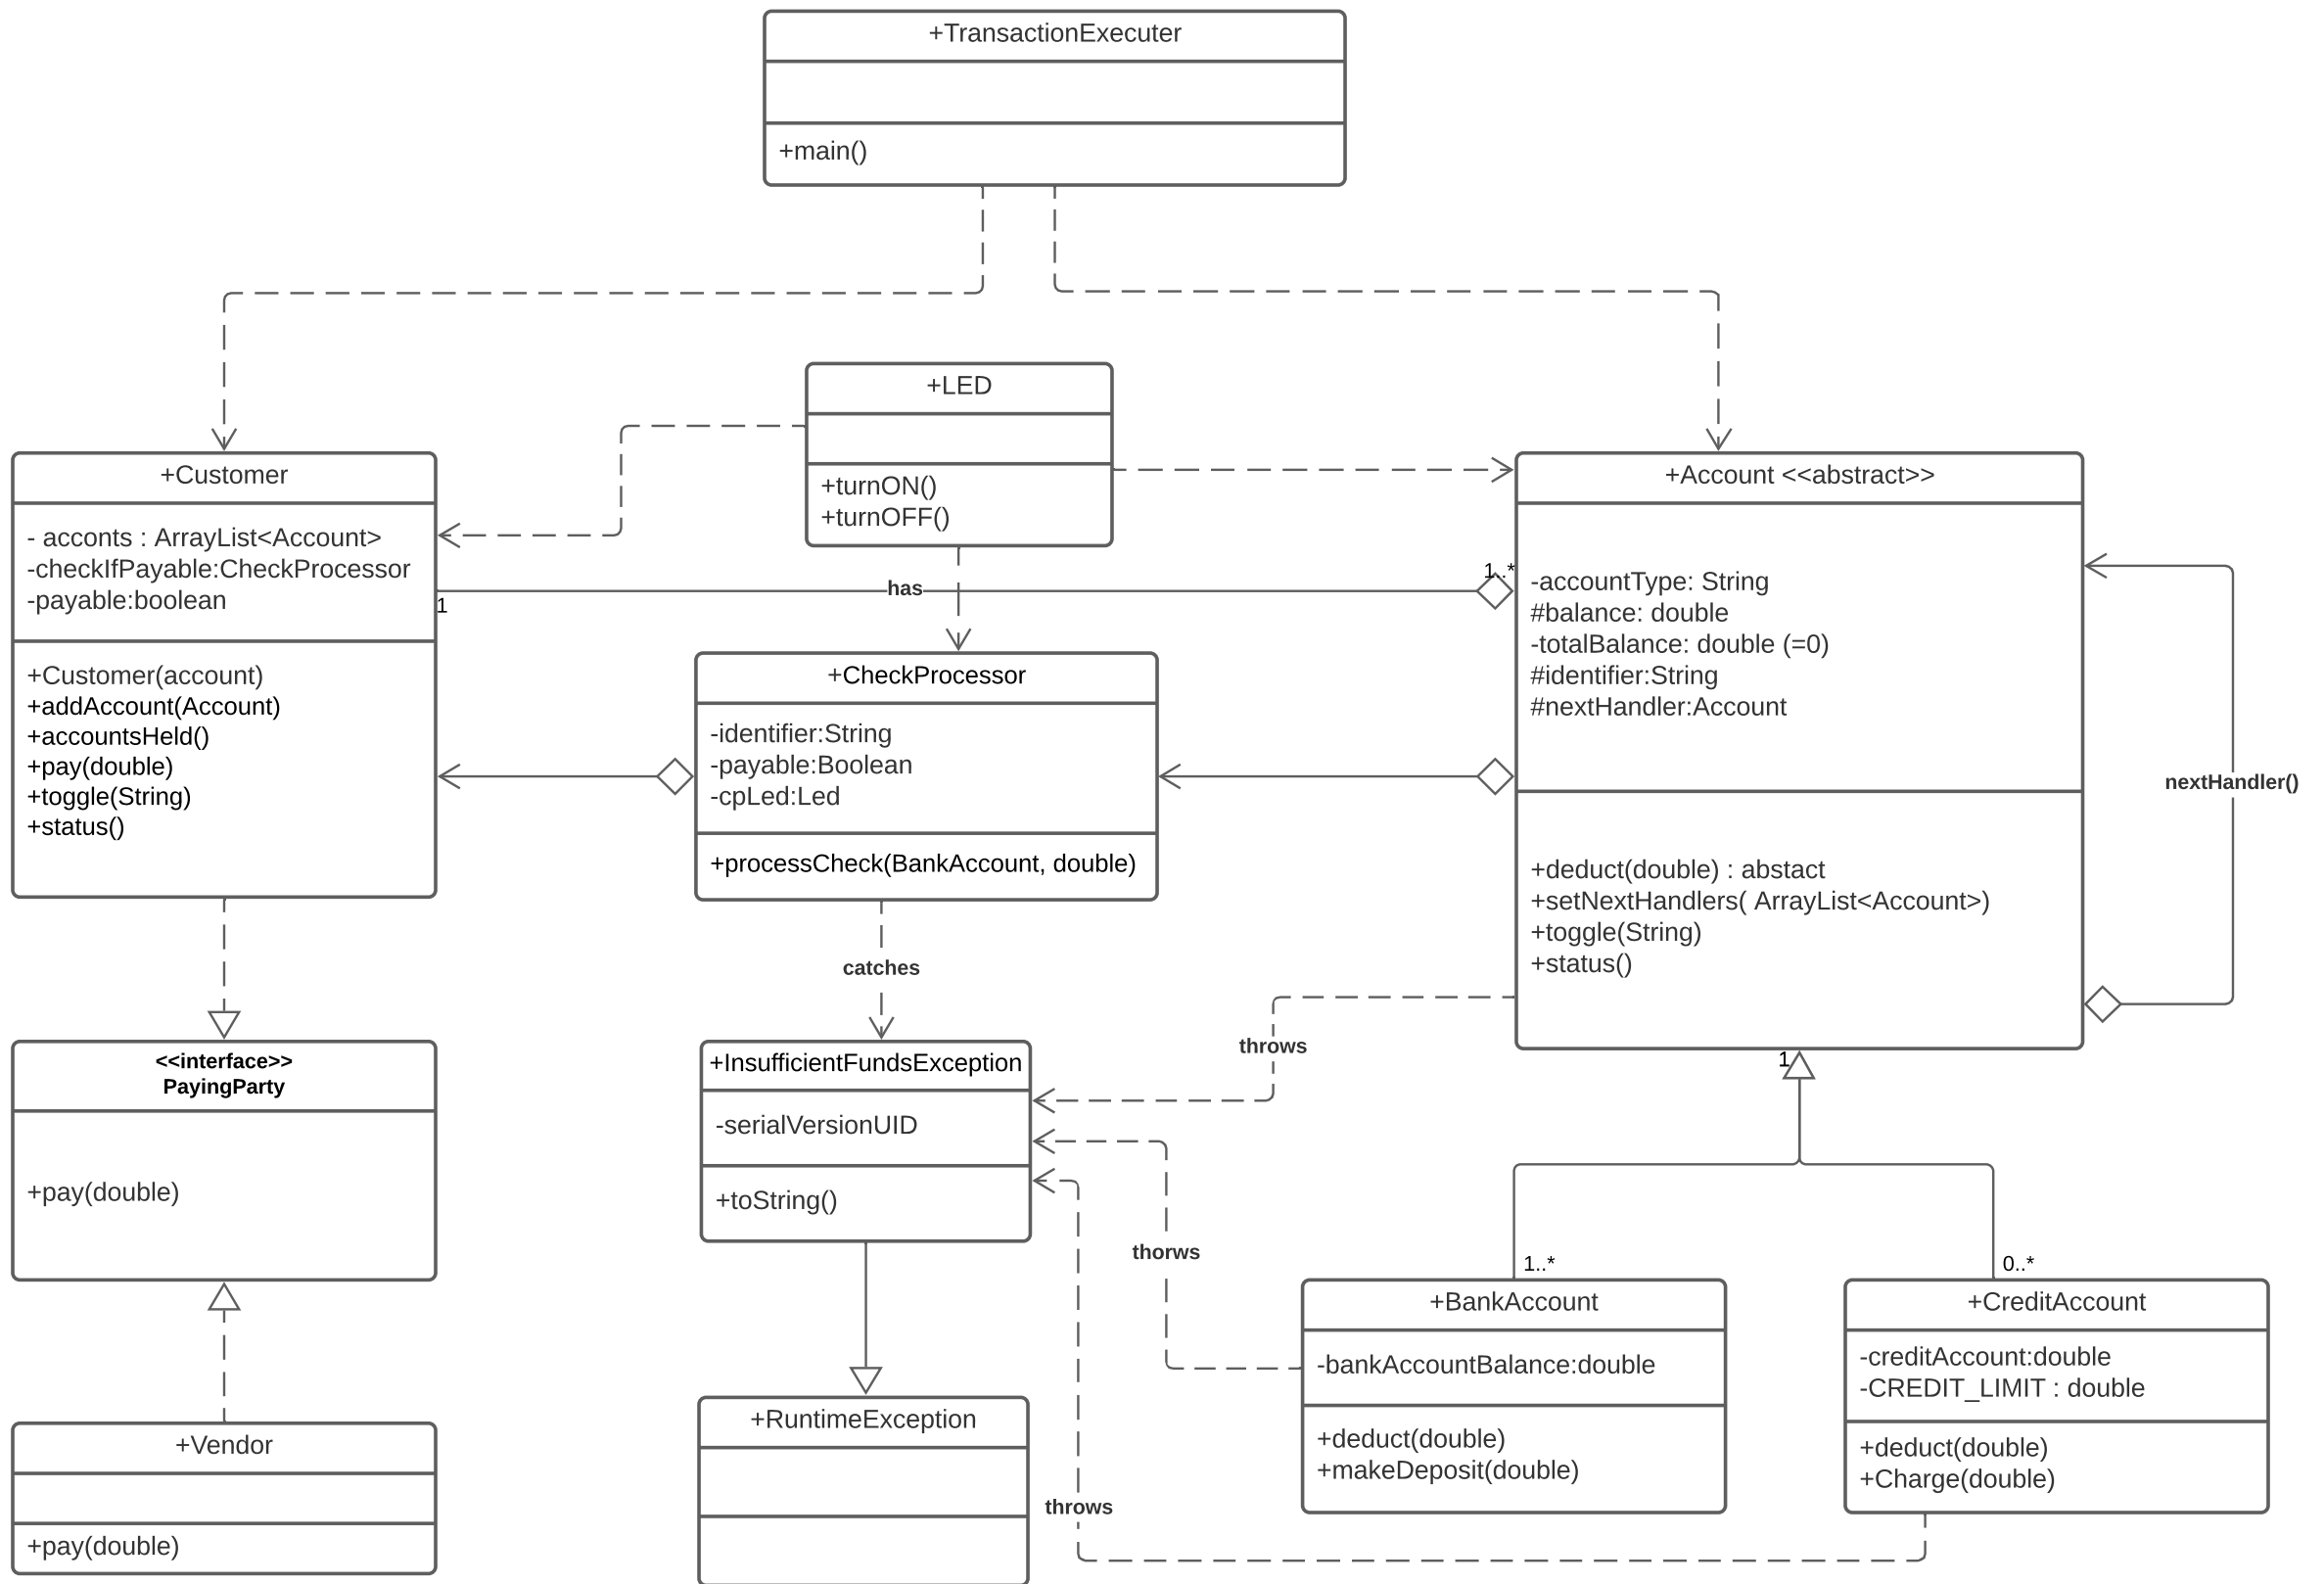 +TransactionExecuter
+main()
+LED
+turnON()
+turnOFF()
+Customer
- acconts : ArrayList<Account>
-checkIfPayable:CheckProcessor
-payable:boolean
+Customer(account)
+addAccount(Account)
+accountsHeld()
+pay(double)
+toggle(String)
+status()
1
has
1..*
+Account <<abstract>>
-accountType: String
#balance: double
-totalBalance: double (=0)
#identifier:String
#nextHandler:Account
+deduct(double) : abstact
+setNextHandlers( ArrayList<Account>)
+toggle(String)
+status()
nextHandler()
+CheckProcessor
-identifier:String
-payable:Boolean
-cpLed:Led
+processCheck(BankAccount, double)
catches
throws
1
<<interface>>
PayingParty
+pay(double)
+InsufficientFundsException
-serialVersionUID
+toString()
thorws
1..*
0..*
+BankAccount
-bankAccountBalance:double
+deduct(double)
+makeDeposit(double)
+CreditAccount
-creditAccount:double
-CREDIT_LIMIT : double
+deduct(double)
+Charge(double)
+Vendor
+pay(double)
+RuntimeException
throws